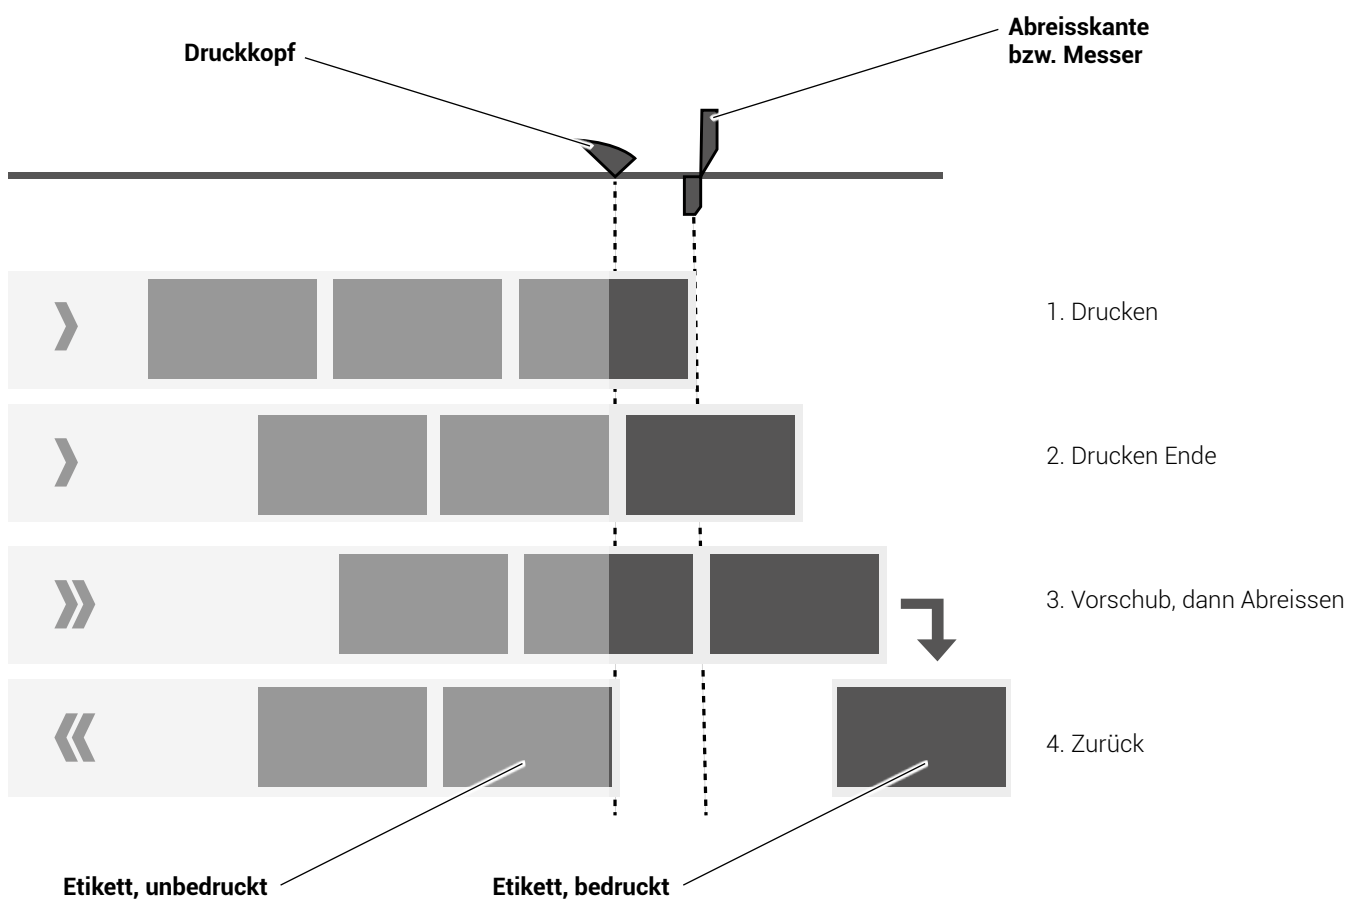 Druckkopf
Abreisskante
bzw. Messer
1. Drucken
2. Drucken Ende
3. Vorschub, dann Abreissen
4. Zurück
Etikett, unbedruckt
Etikett, bedruckt